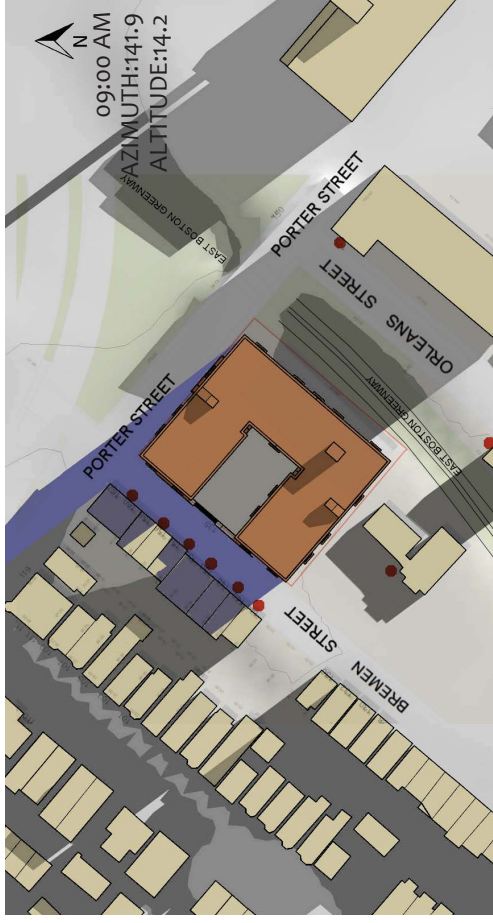 N
09:00 AM
AZIMUTH:141.9
ALTITUDE:14.2
EAST BOSTON GREENWAY
PORTER STREET
ORLEANS STREET
EAST BOSTON GREENWAY
PORTER STREET
BREMEN STREET